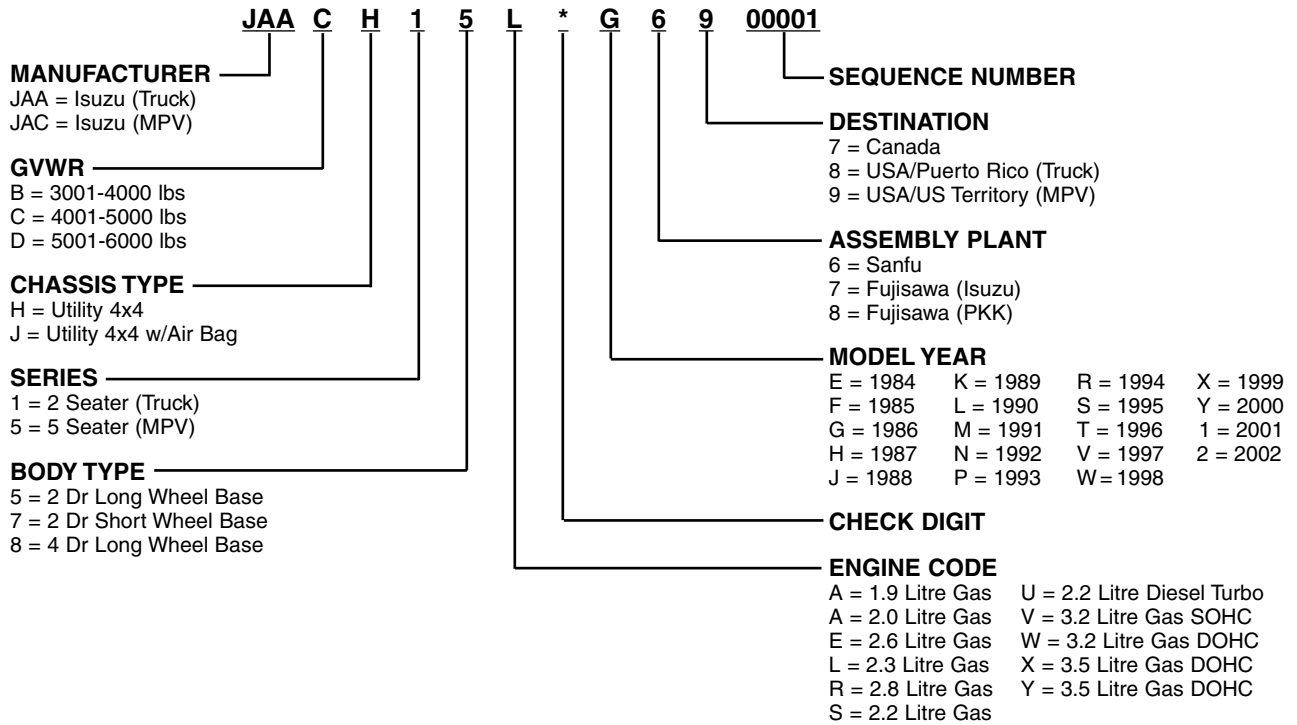 JAA C H 1 5 L * G 6 9 00001
MANUFACTURER
JAA = Isuzu (Truck)
JAC = Isuzu (MPV)
GVWR
B = 3001-4000 lbs
C = 4001-5000 lbs
D = 5001-6000 lbs
CHASSIS TYPE
H = Utility 4x4
J = Utility 4x4 w/Air Bag
SERIES
1 = 2 Seater (Truck)
5 = 5 Seater (MPV)
BODY TYPE
5 = 2 Dr Long Wheel Base
7 = 2 Dr Short Wheel Base
8 = 4 Dr Long Wheel Base
SEQUENCE NUMBER
DESTINATION
7 = Canada
8 = USA/Puerto Rico (Truck)
9 = USA/US Territory (MPV)
ASSEMBLY PLANT
6 = Sanfu
7 = Fujisawa (Isuzu)
8 = Fujisawa (PKK)
MODEL YEAR
E = 1984 K = 1989 R = 1994 X = 1999
F = 1985 L = 1990 S = 1995 Y = 2000
G = 1986 M = 1991 T = 1996 1 = 2001
H = 1987 N = 1992 V = 1997 2 = 2002
J = 1988 P = 1993 W = 1998
CHECK DIGIT
ENGINE CODE
A = 1.9 Litre Gas U = 2.2 Litre Diesel Turbo
A = 2.0 Litre Gas V = 3.2 Litre Gas SOHC
E = 2.6 Litre Gas W = 3.2 Litre Gas DOHC
L = 2.3 Litre Gas X = 3.5 Litre Gas DOHC
R = 2.8 Litre Gas Y = 3.5 Litre Gas DOHC
S = 2.2 Litre Gas